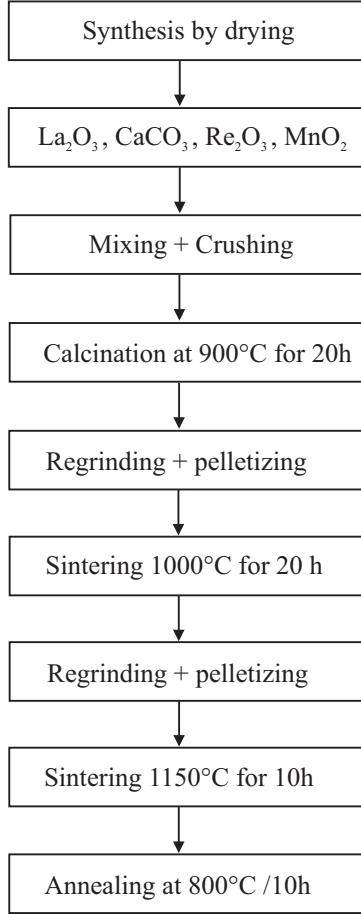 Synthesis by drying
La₂O₃, CaCO₃, Re₂O₃, MnO₂
Mixing + Crushing
Calcination at 900°C for 20h
Regrinding + pelletizing
Sintering 1000°C for 20 h
Regrinding + pelletizing
Sintering 1150°C for 10h
Annealing at 800°C /10h